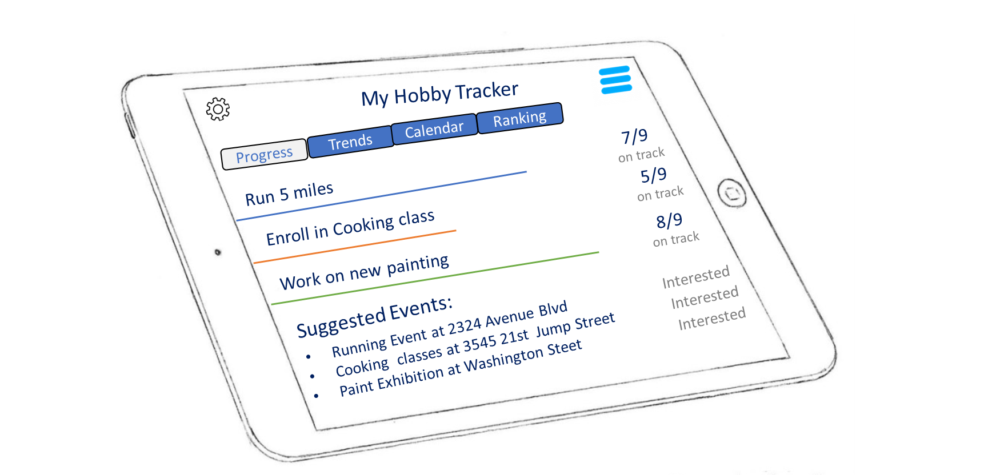 My Hobby Tracker
Progress
Trends
Calendar
Ranking
7/9
on track
Run 5 miles
5/9
on track
Enroll in Cooking class
8/9
on track
Work on new painting
Suggested Events:
Interested
Interested
Interested
• Running Event at 2324 Avenue Blvd
• Cooking classes at 3545 21st Jump Street
• Paint Exhibition at Washington Steet